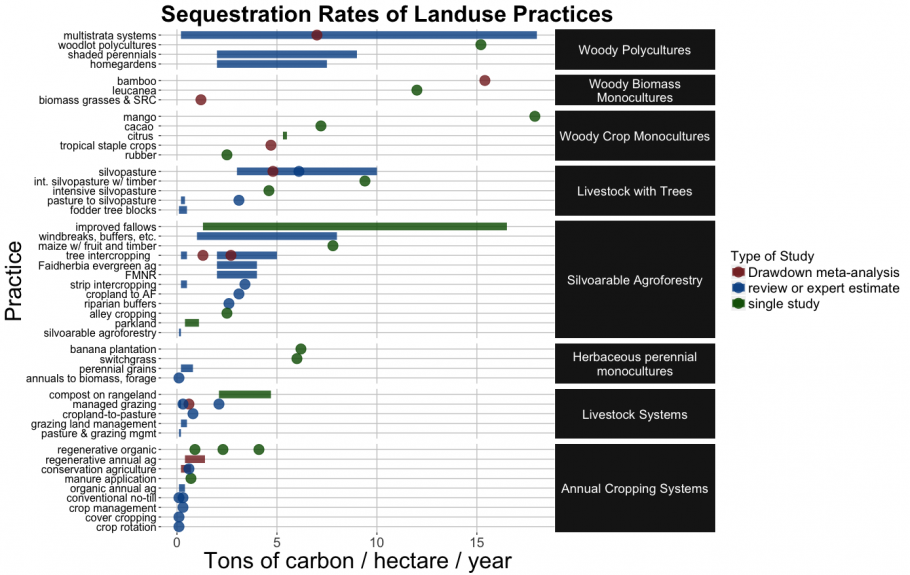 Sequestration Rates of Landuse Practices
multistrata systems
woodlot polycultures
shaded perennials
homegardens
Woody Polycultures
bamboo
leucanea
biomass grasses & SRC
Woody Biomass
Monocultures
mango
cacao
citrus
tropical staple crops
rubber
Woody Crop Monocultures
silvopasture
int. silvopasture w/ timber
intensive silvopasture
pasture to silvopasture
fodder tree blocks
Livestock with Trees
improved fallows
windbreaks, buffers, etc.
maize w/ fruit and timber
tree intercropping
Faidherbia evergreen ag
FMNR
strip intercropping
cropland to AF
riparian buffers
alley cropping
parkland
silvoarable agroforestry
Silvoarable Agroforestry
banana plantation
switchgrass
perennial grains
annuals to biomass, forage
Herbaceous perennial
monocultures
compost on rangeland
managed grazing
cropland-to-pasture
grazing land management
pasture & grazing mgmt
Livestock Systems
regenerative organic
regenerative annual ag
conservation agriculture
manure application
organic annual ag
conventional no-till
crop management
cover cropping
crop rotation
Annual Cropping Systems
Practice
0 5 10 15
Tons of carbon / hectare / year
Type of Study
Drawdown meta-analysis
review or expert estimate
single study